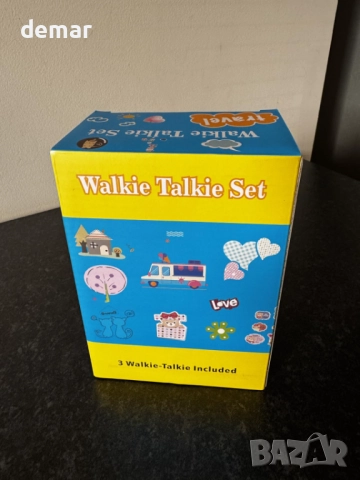 demar
travel
Walkie Talkie Set
Walkie Talkie Set
Love
3 Walkie-Talkie Included
BAZAR